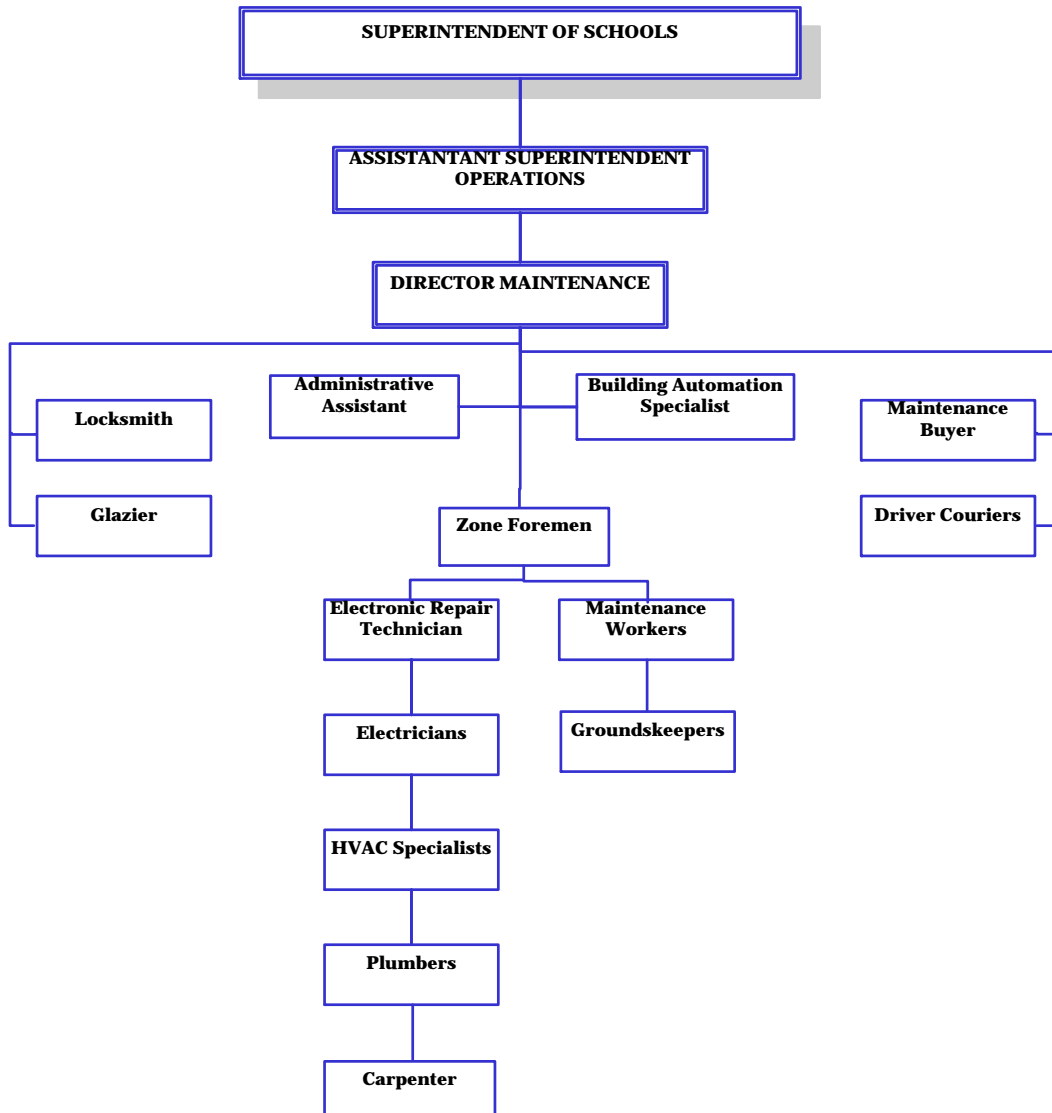 SUPERINTENDENT OF SCHOOLS
ASSISTANTANT SUPERINTENDENT
OPERATIONS
DIRECTOR MAINTENANCE
Administrative
Assistant
Building Automation
Specialist
Locksmith
Maintenance
Buyer
Glazier
Zone Foremen
Driver Couriers
Electronic Repair
Technician
Maintenance
Workers
Electricians
Groundskeepers
HVAC Specialists
Plumbers
Carpenter